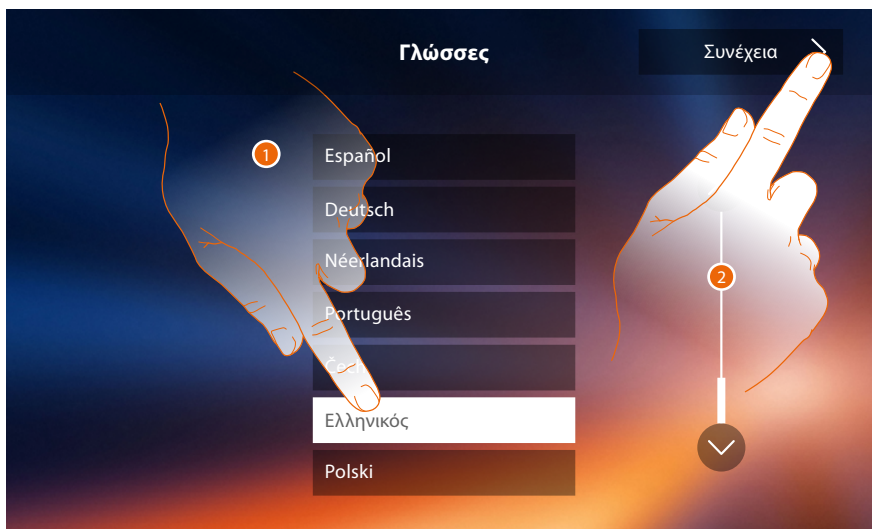 Γλώσσες
Συνέχεια
1
Español
Deutsch
Néerlandais
2
Português
Ελληνικός
Polski